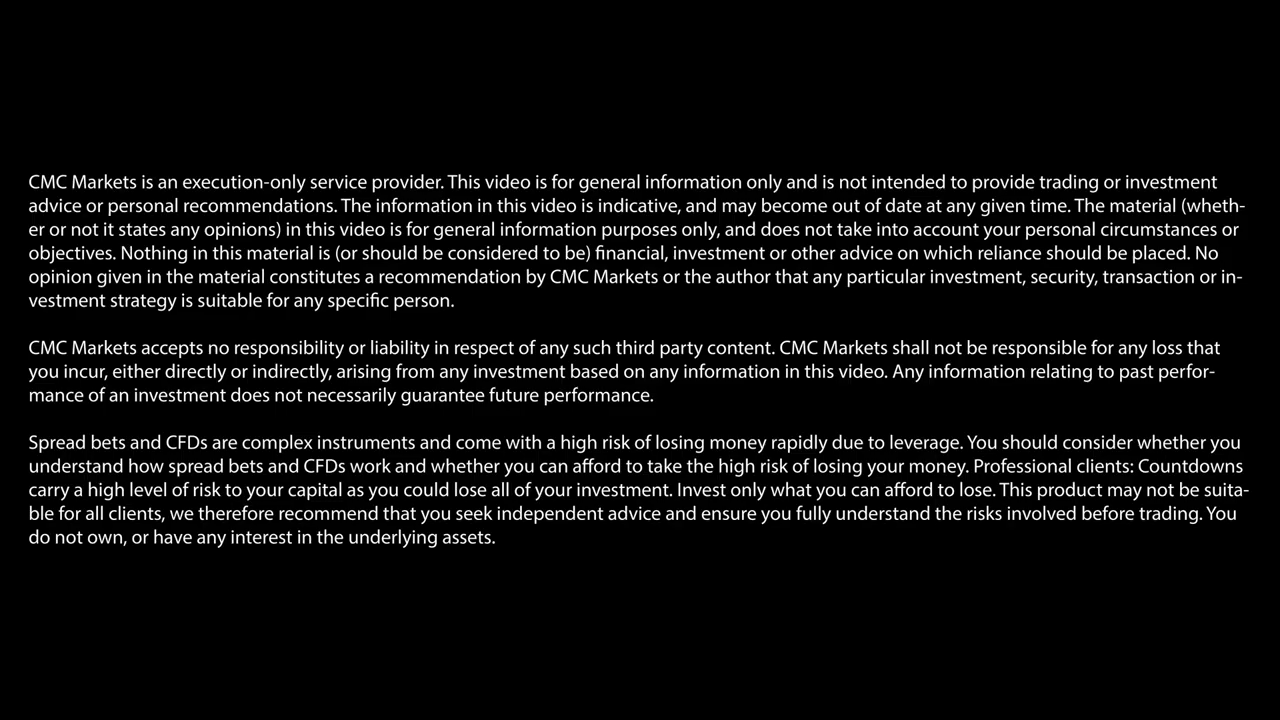 CMC Markets is an execution-only service provider. This video is for general information only and is not intended to provide trading or investment
advice or personal recommendations. The information in this video is indicative, and may become out of date at any given time. The material (wheth-
er or not it states any opinions) in this video is for general information purposes only, and does not take into account your personal circumstances or
objectives. Nothing in this material is (or should be considered to be) financial, investment or other advice on which reliance should be placed. No
opinion given in the material constitutes a recommendation by CMC Markets or the author that any particular investment, security, transaction or in-
vestment strategy is suitable for any specific person.
CMC Markets accepts no responsibility or liability in respect of any such third party content. CMC Markets shall not be responsible for any loss that
you incur, either directly or indirectly, arising from any investment based on any information in this video. Any information relating to past perfor-
mance of an investment does not necessarily guarantee future performance.
Spread bets and CFDs are complex instruments and come with a high risk of losing money rapidly due to leverage. You should consider whether you
understand how spread bets and CFDs work and whether you can afford to take the high risk of losing your money. Professional clients: Countdowns
carry a high level of risk to your capital as you could lose all of your investment. Invest only what you can afford to lose. This product may not be suita-
ble for all clients, we therefore recommend that you seek independent advice and ensure you fully understand the risks involved before trading. You
do not own, or have any interest in the underlying assets.